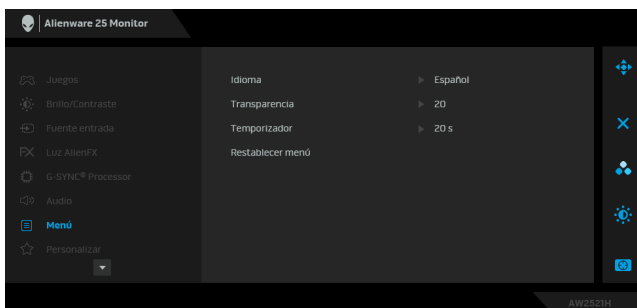 Alienware 25 Monitor
Juegos
Idioma Español
Brillo/Contraste
Transparencia 20
Fuente entrada
Temporizador 20 s
Luz AlienFX
Restablecer menú
G-SYNC® Processor
Audio
Menú
Personalizar
AW2521H